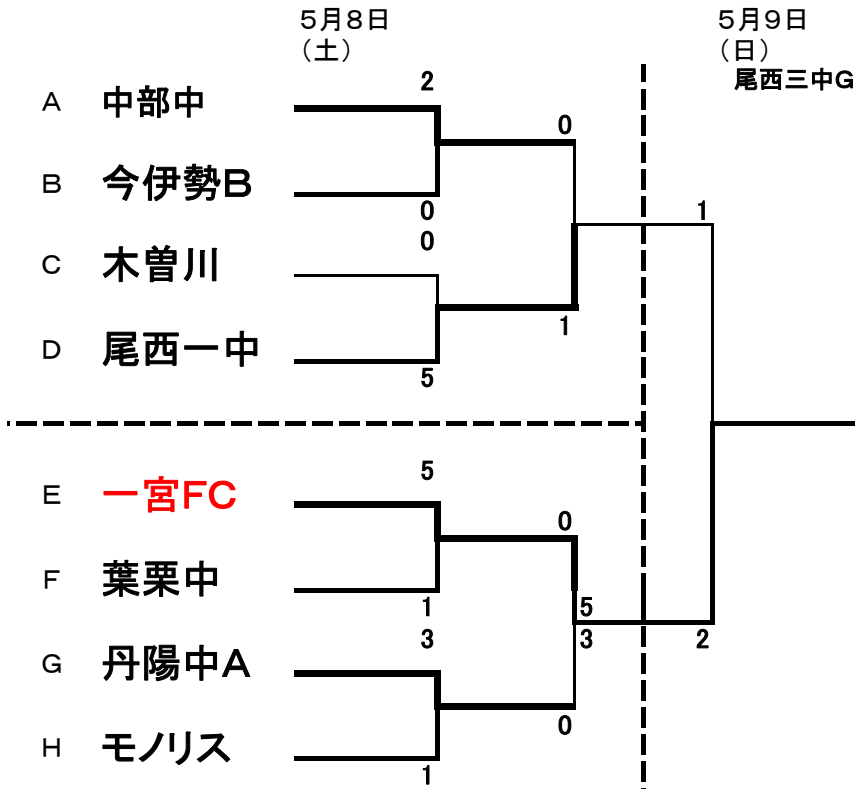 5月8日
(土)
5月9日
(日)
尾西三中G
2
A 中部中
0
B 今伊勢B
0
1
0
C 木曽川
1
D 尾西一中
5
5
E 一宮FC
0
F 葉栗中
1
5
3
3
2
G 丹陽中A
0
H モノリス
1